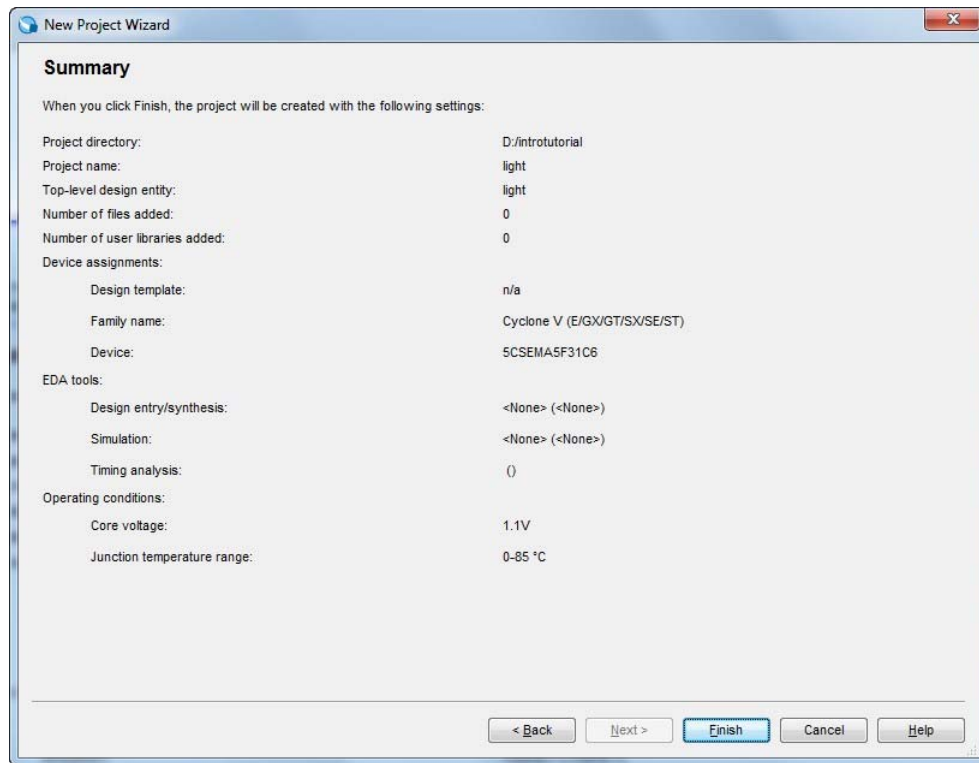 New Project Wizard
Summary
When you click Finish, the project will be created with the following settings:
Project directory: D:/introtutorial
Project name: light
Top-level design entity: light
Number of files added: 0
Number of user libraries added: 0
Device assignments:
Design template: n/a
Family name: Cyclone V (E/GX/GT/SX/SE/ST)
Device: 5CSEMA5F31C6
EDA tools:
Design entry/synthesis: <None> (<None>)
Simulation: <None> (<None>)
Timing analysis: ()
Operating conditions:
Core voltage: 1.1V
Junction temperature range: 0-85 °C
< Back Next > Finish Cancel Help